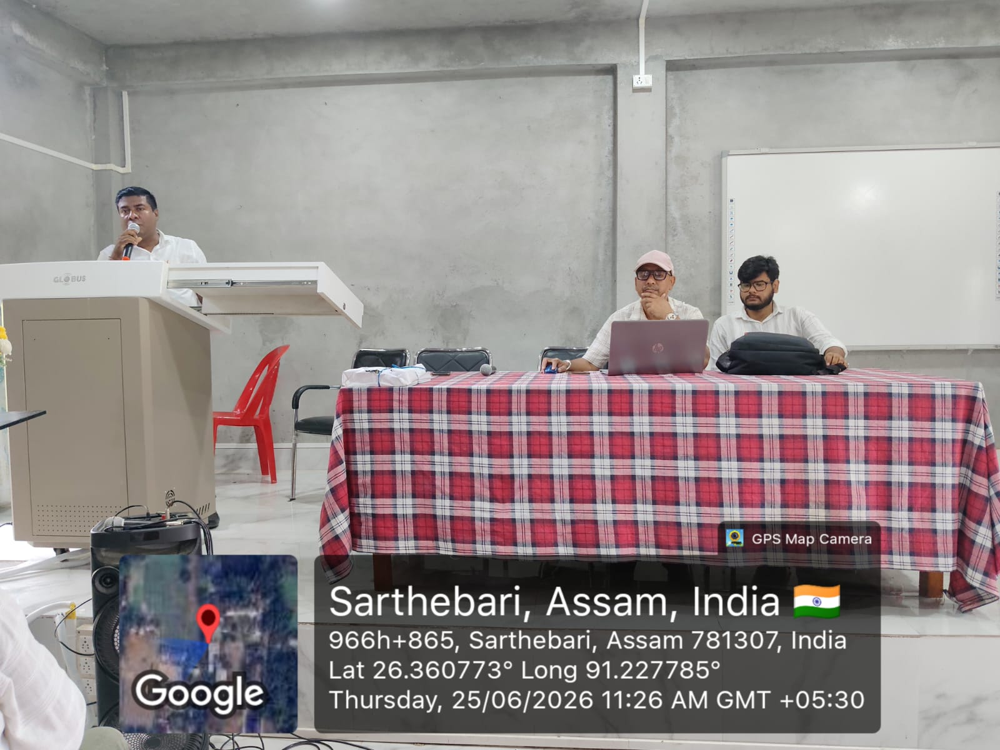 GLOBUS
hp
GPS Map Camera
Sarthebari, Assam, India
966h+865, Sarthebari, Assam 781307, India
Lat 26.360773° Long 91.227785°
Thursday, 25/06/2026 11:26 AM GMT +05:30
Google